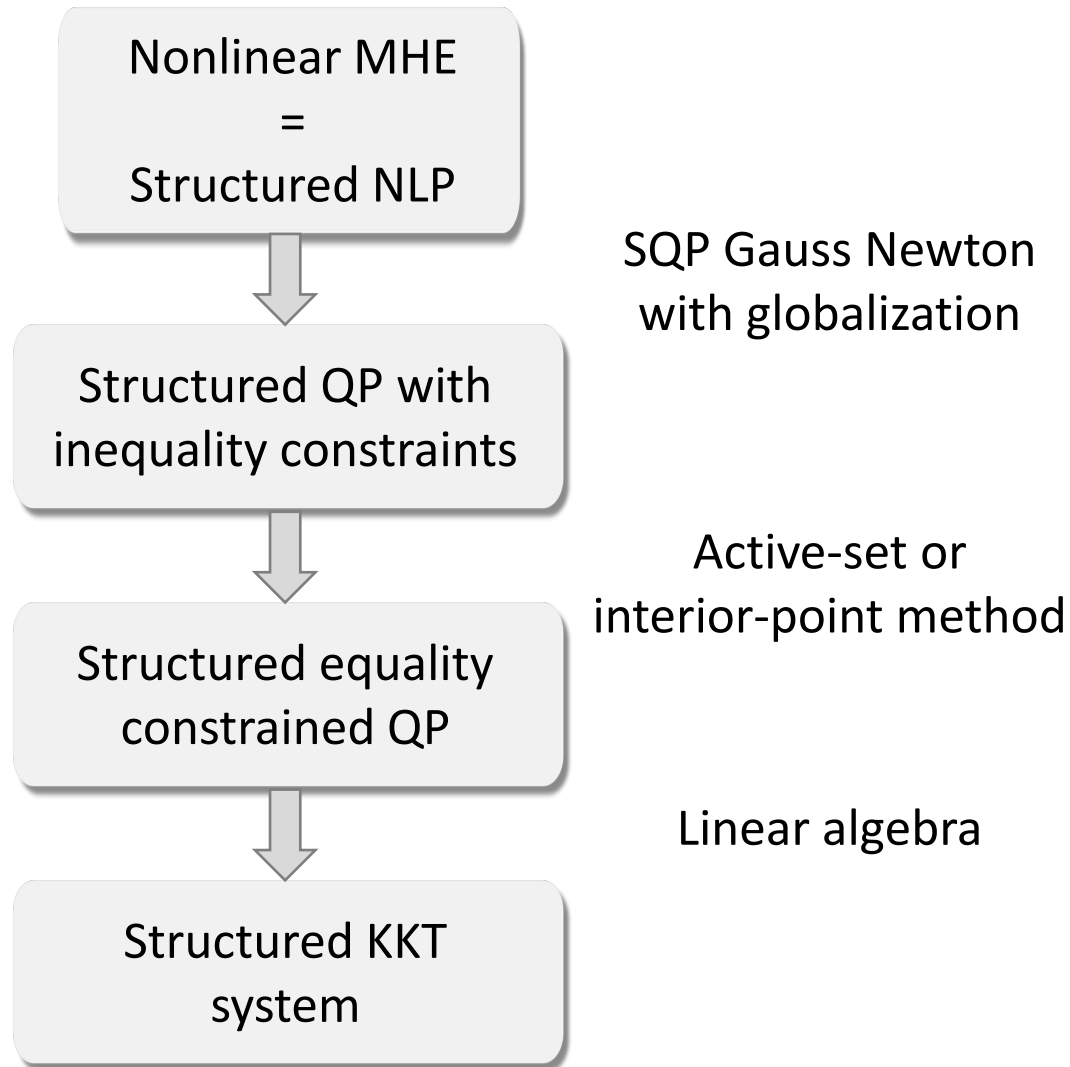 Nonlinear MHE
=
Structured NLP
SQP Gauss Newton
with globalization
Structured QP with
inequality constraints
Active-set or
interior-point method
Structured equality
constrained QP
Linear algebra
Structured KKT
system